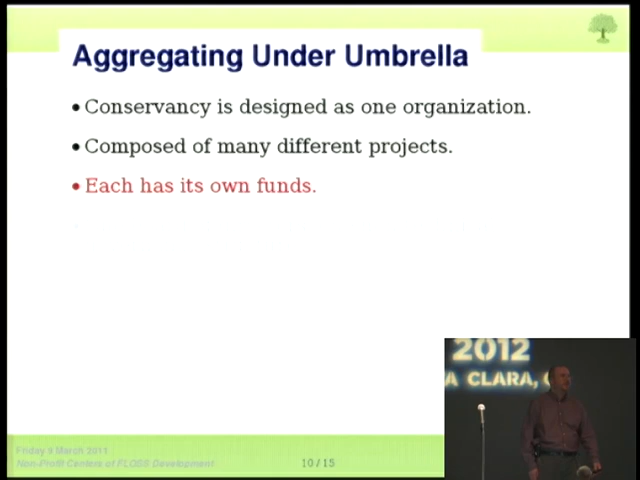 Aggregating Under Umbrella
• Conservancy is designed as one organization.
• Composed of many different projects.
• Each has its own funds.
2012
A CLARA, C
Friday 9 March 2011
Non-Profit Centers of FLOSS Development
10 / 15